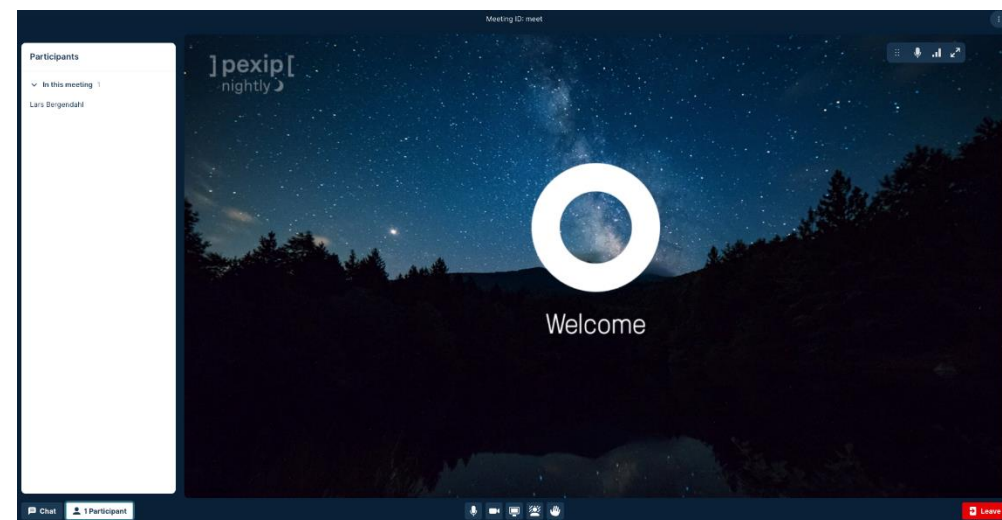 Meeting ID: meet
Participants
In this meeting 1
Lars Bergendahl
]pexip[
nightly
Welcome
Chat
1 Participant
Leave